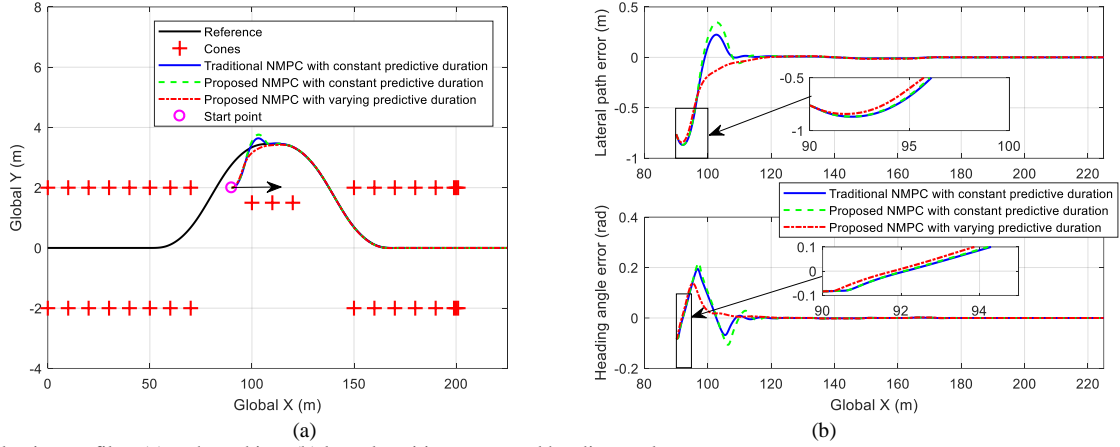 8
6
4
2
0
-2
-4
0 50 100 150 200
Global Y (m)
Global X (m)
Reference
Cones
Traditional NMPC with constant predictive duration
Proposed NMPC with constant predictive duration
Proposed NMPC with varying predictive duration
Start point
(a)
0.5
0
-0.5
-1
80 100 120 140 160 180 200 220
Lateral path error (m)
-0.5
-1
90 95 100
Traditional NMPC with constant predictive duration
Proposed NMPC with constant predictive duration
Proposed NMPC with varying predictive duration
0.4
0.2
0
-0.2
80 100 120 140 160 180 200 220
Heading angle error (rad)
0.1
0
-0.1
90 92 94
Global X (m)
(b)